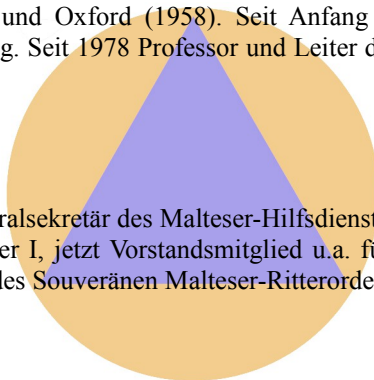 und Oxford (1958). Seit Anfang
g. Seit 1978 Professor und Leiter d
ralsekretär des Malteser-Hilfsdienst
er I, jetzt Vorstandsmitglied u.a. fü
des Souveränen Malteser-Ritterorde